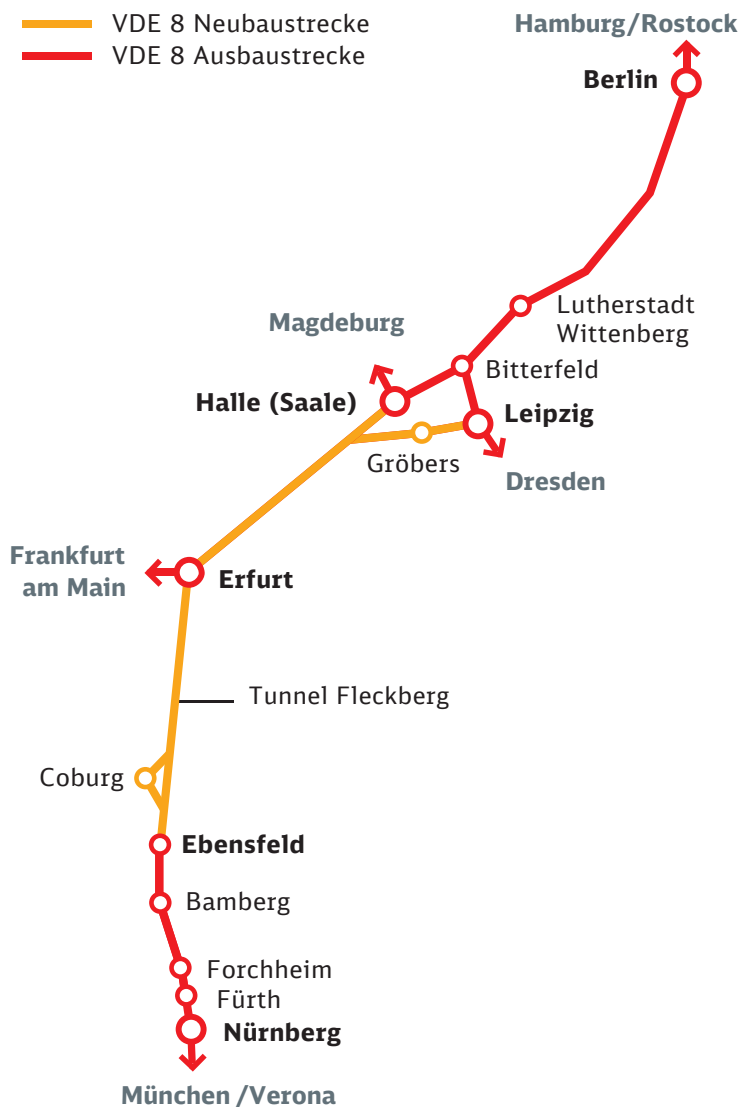 VDE 8 Neubaustrecke
VDE 8 Ausbaustrecke
Hamburg/Rostock
Berlin
Lutherstadt
Wittenberg
Magdeburg
Bitterfeld
Halle (Saale)
Leipzig
Gröbers
Dresden
Frankfurt
am Main
Erfurt
Tunnel Fleckberg
Coburg
Ebensfeld
Bamberg
Forchheim
Fürth
Nürnberg
München /Verona